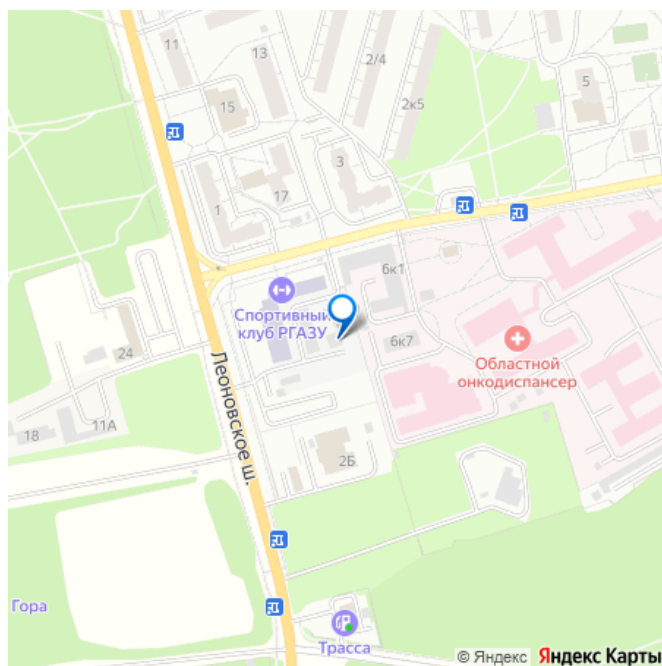 11
13
2/4
2к5
5
15
3
17
1
6к1
Спортивный
клуб РГАЗУ
6к7
Областной
онкодиспансер
24
Леоновское ш.
11А
18
2Б
Гора
Трасса
© Яндекс Яндекс Карты